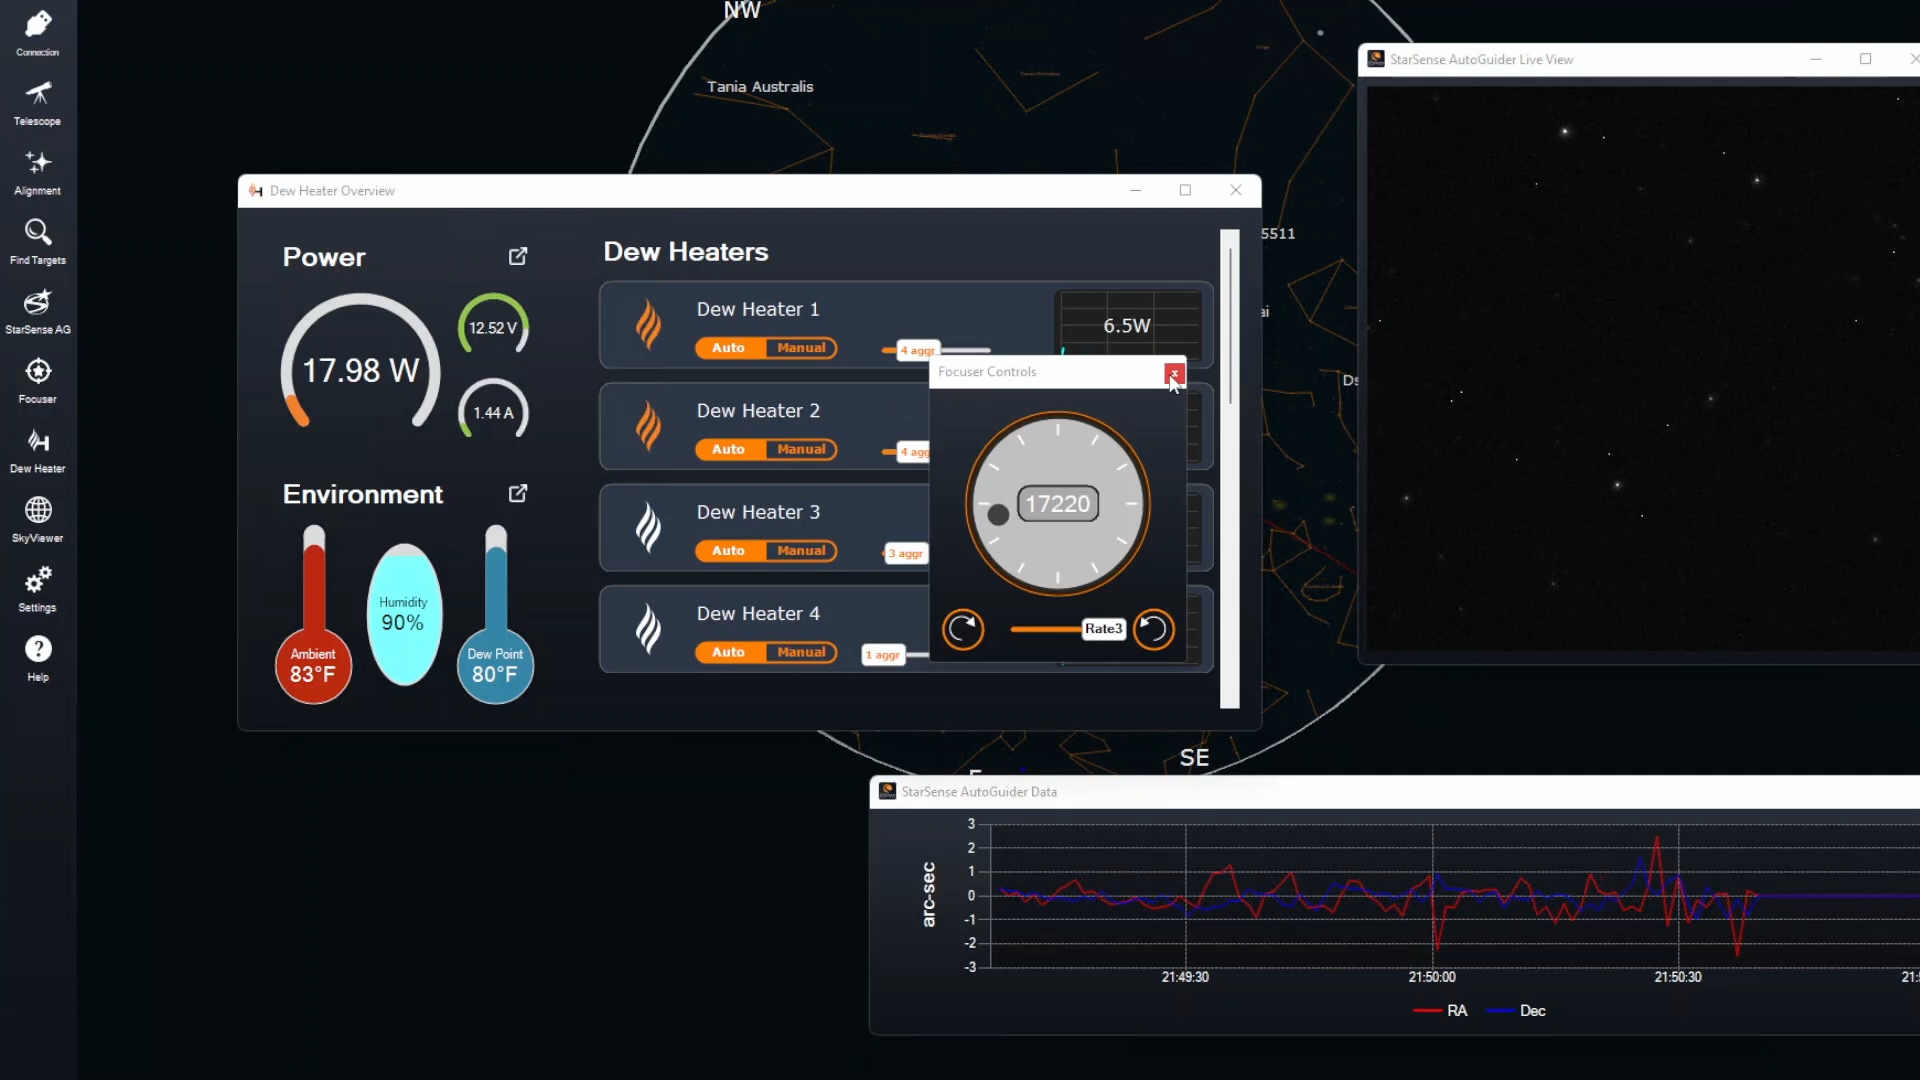 Connection
Telescope
Alignment
Find Targets
StarSense AG
Focuser
Dew Heater
SkyViewer
Settings
? Help
NW
Tania Australis
5511
ai
Ds
SE
Dew Heater Overview
Power
17.98 W
12.52 V
1.44 A
Environment
Ambient
83°F
Humidity
90%
Dew Point
80°F
Dew Heaters
Dew Heater 1
Auto Manual
4 aggr
6.5W
Dew Heater 2
Auto Manual
4 agg
Dew Heater 3
Auto Manual
3 aggr
Dew Heater 4
Auto Manual
1 aggr
Focuser Controls
17220
Rate3
StarSense AutoGuider Live View
StarSense AutoGuider Data
arc-sec
3
2
1
0
-1
-2
-3
21:49:30 21:50:00 21:50:30 21:
RA Dec